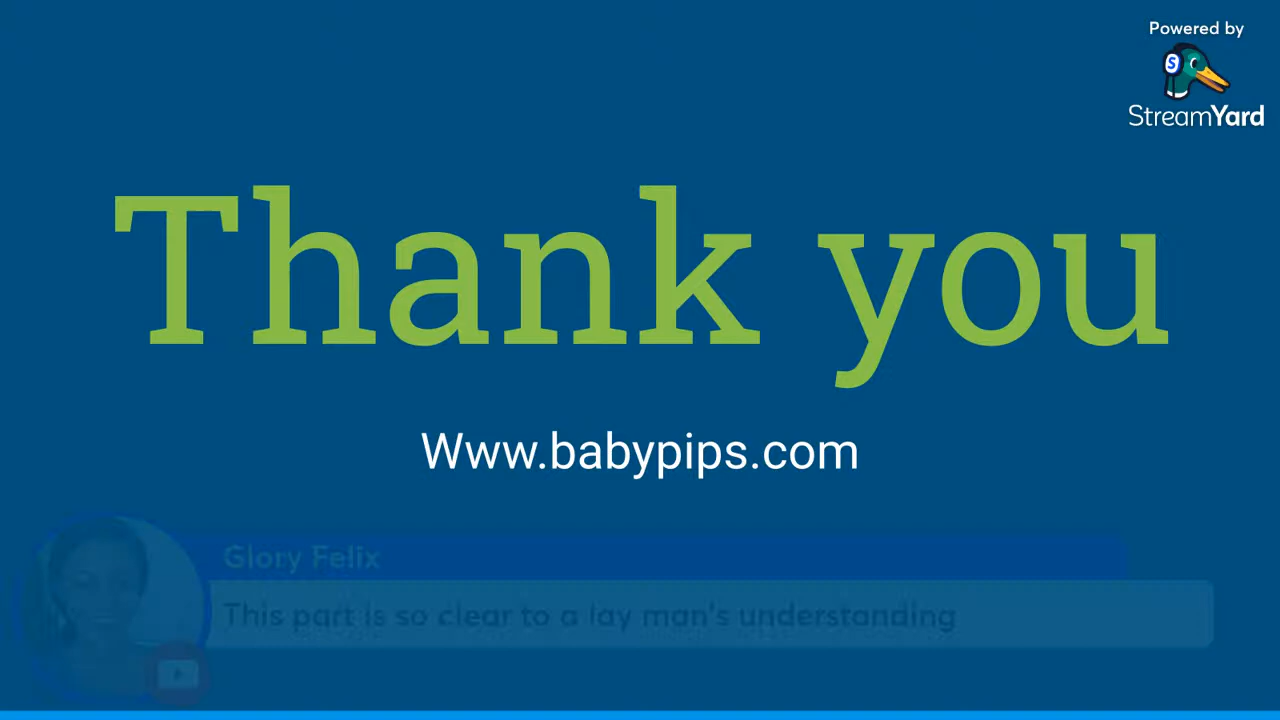 Powered by
S
StreamYard
Thank you
Www.babypips.com
Glory Felix
This part is so clear to a lay man's understanding